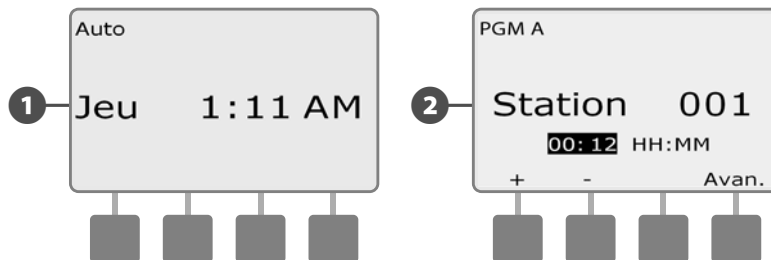 Auto
1
Jeu 1:11 AM
PGM A
2
Station 001
00:12 HH:MM
+ - Avan.